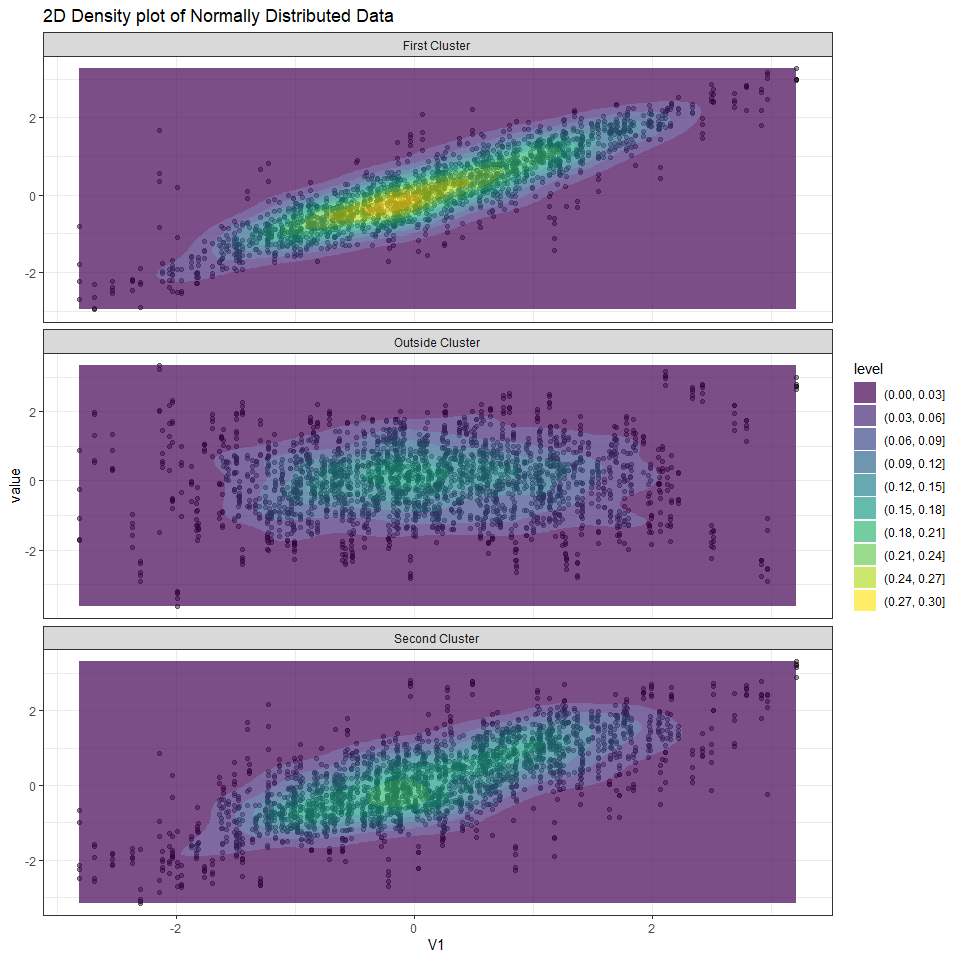 2D Density plot of Normally Distributed Data
First Cluster
2
0
-2
Outside Cluster
2
0
-2
Second Cluster
2
0
-2
-2 0 2
V1
value
level
(0.00, 0.03]
(0.03, 0.06]
(0.06, 0.09]
(0.09, 0.12]
(0.12, 0.15]
(0.15, 0.18]
(0.18, 0.21]
(0.21, 0.24]
(0.24, 0.27]
(0.27, 0.30]